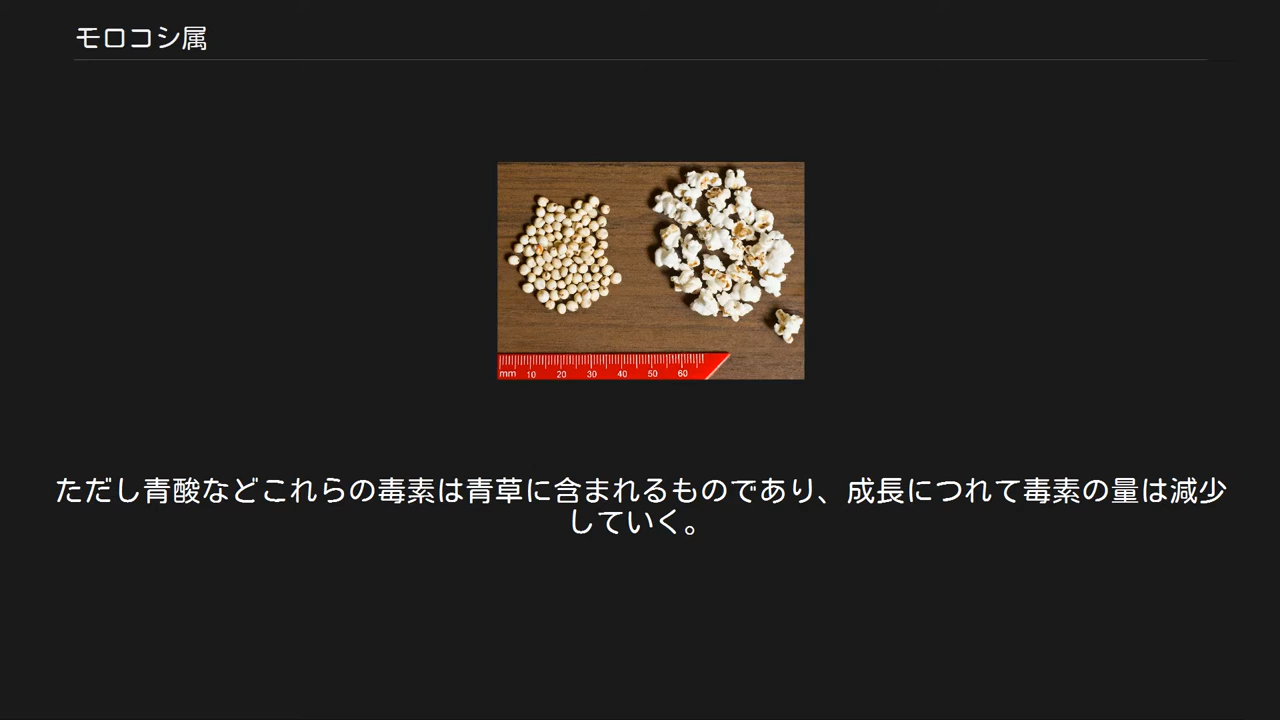 モロコシ属
mm 10 20 30 40 50 60
ただし青酸などこれらの毒素は青草に含まれるものであり、成長につれて毒素の量は減少
していく。